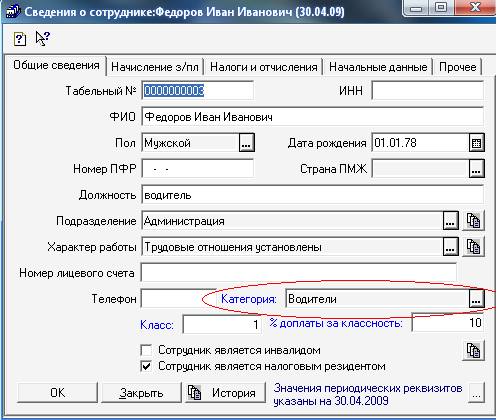 Сведения о сотруднике:Федоров Иван Иванович (30.04.09)
Общие сведения Начисление з/пл Налоги и отчисления Начальные данные Прочее
Табельный № 0000000003 ИНН
ФИО Федоров Иван Иванович
Пол Мужской ... Дата рождения 01.01.78
Номер ПФР - - Страна ПМЖ ...
Должность водитель
Подразделение Администрация ...
Характер работы Трудовые отношения установлены ...
Номер лицевого счета
Телефон Категория: Водители ...
Класс: 1 % доплаты за классность: 10
Сотрудник является инвалидом
Сотрудник является налоговым резидентом
OK Закрыть История Значения периодических реквизитов
указаны на 30.04.2009 ...